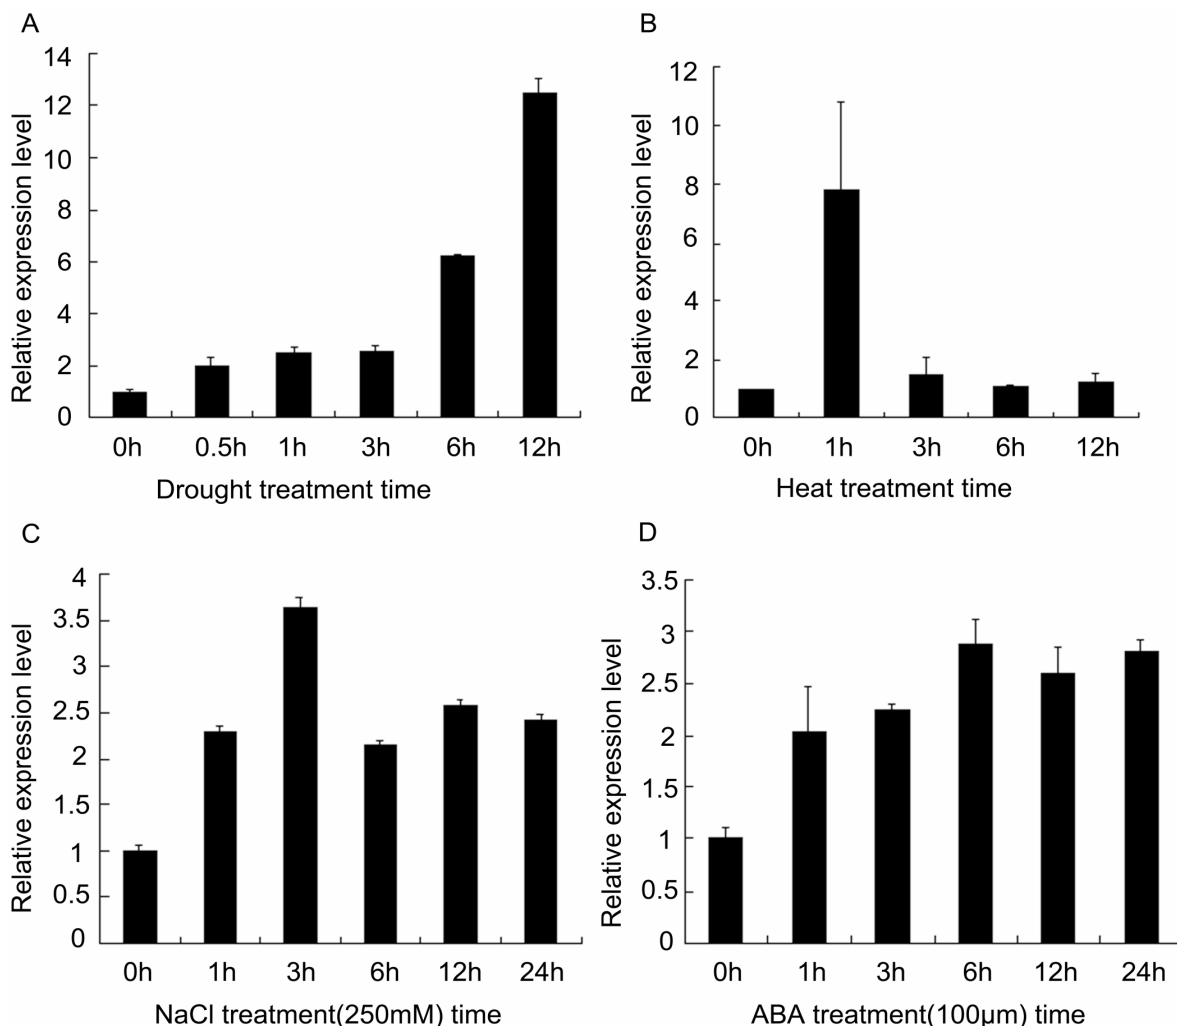 A
Relative expression level
14
12
10
8
6
4
2
0
0h 0.5h 1h 3h 6h 12h
Drought treatment time
B
Relative expression level
12
10
8
6
4
2
0
0h 1h 3h 6h 12h
Heat treatment time
C
Relative expression level
4
3.5
3
2.5
2
1.5
1
0.5
0
0h 1h 3h 6h 12h 24h
NaCl treatment(250mM) time
D
Relative expression level
3.5
3
2.5
2
1.5
1
0.5
0
0h 1h 3h 6h 12h 24h
ABA treatment(100μm) time